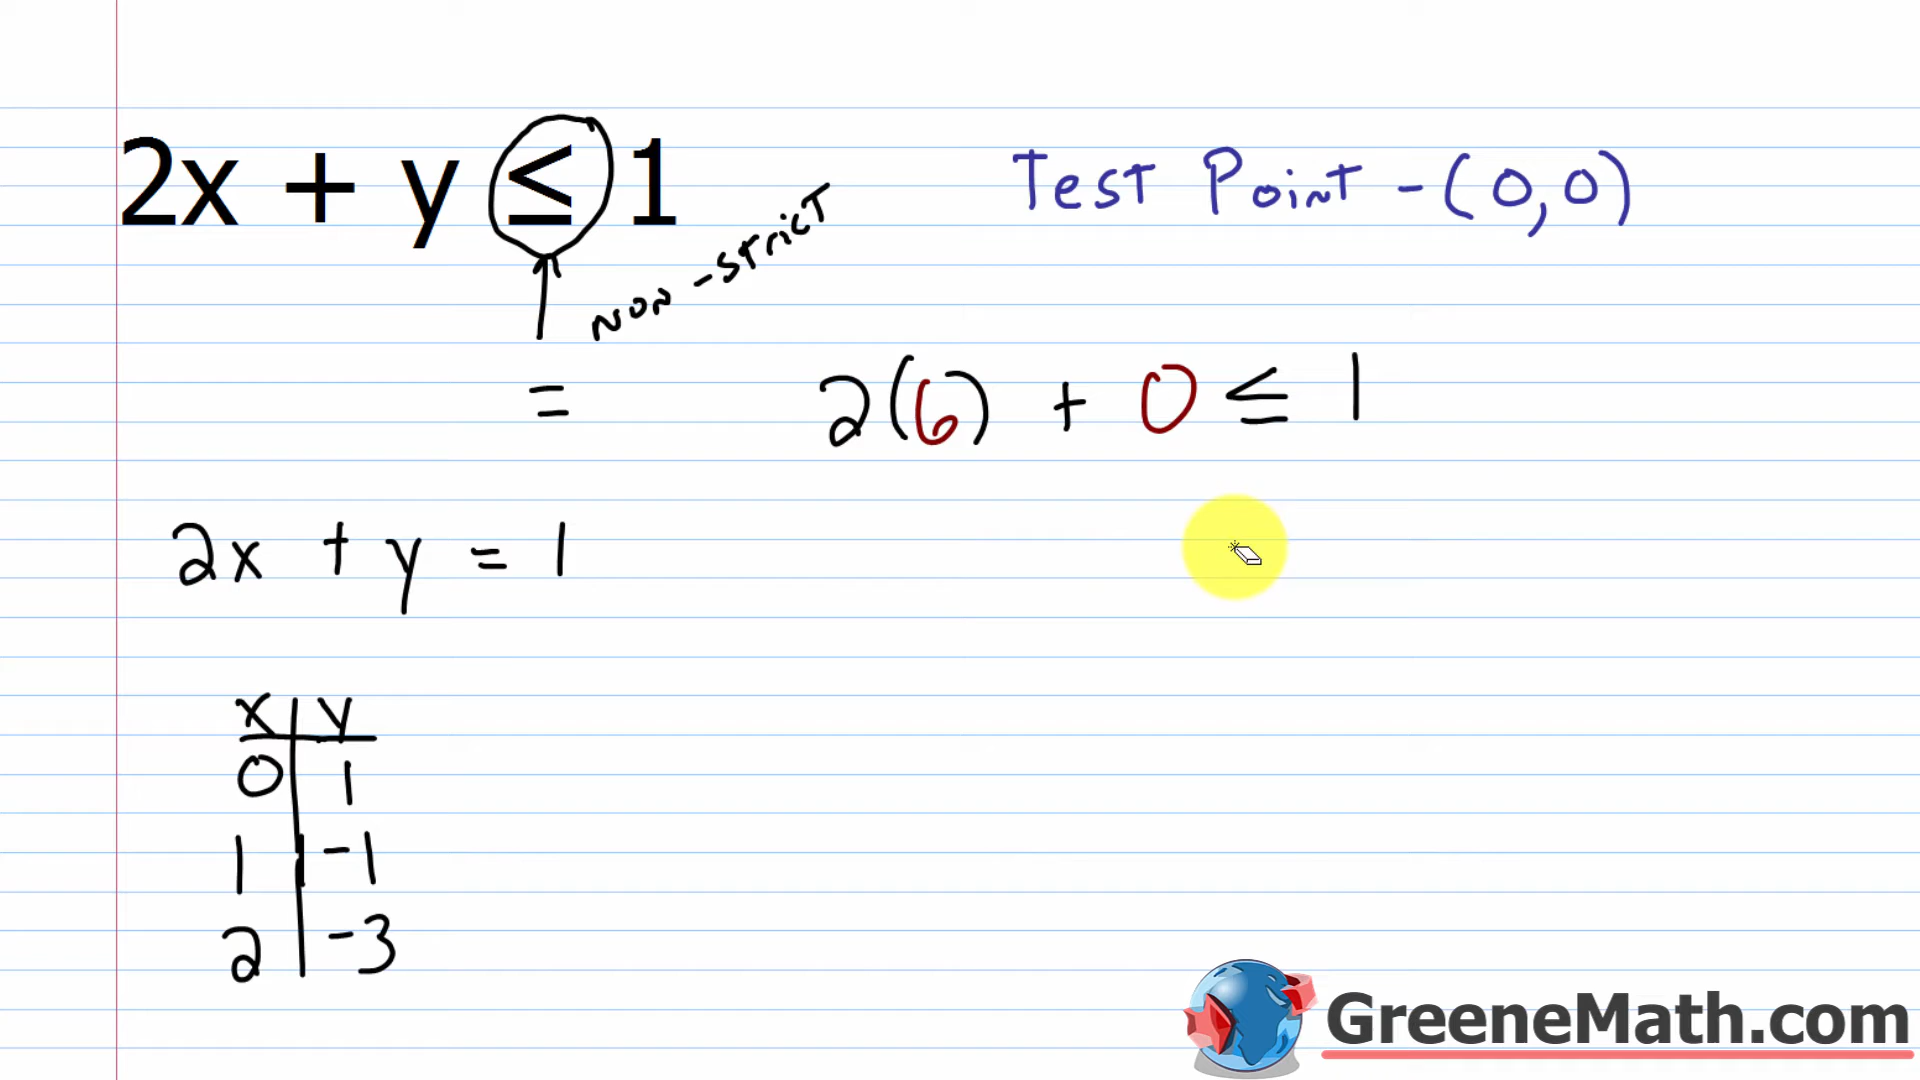 2x + y ≤ 1
Test Point - (0,0)
non-strict
=
2(6) + 0 ≤ 1
2x + y = 1
x | y
0 | 1
1 | -1
2 | -3
GreeneMath.com